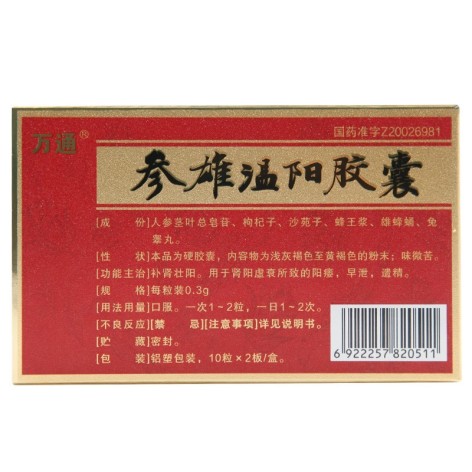 万通®
国药准字Z20026981
参雄温阳胶囊
[成 份]人参茎叶总皂昔、枸杞子、沙苑子、蜂王浆、雄蟑螨、兔
睾丸。
[性 状]本品为硬胶囊，内容物为浅灰褐色至黄褐色的粉末；味微苦。
[功能主治]补肾壮阳。用于肾阳虚衰所致的阳痿，早泄，遗精。
[规 格]每粒装0.3g
[用法用量]口服。一次1~2粒，一日1~2次。
[不良反应][禁 忌][注意事项]详见说明书。
[贮 藏]密封。
[包 装]铝塑包装，10粒×2板/盒。
6 922257 820511